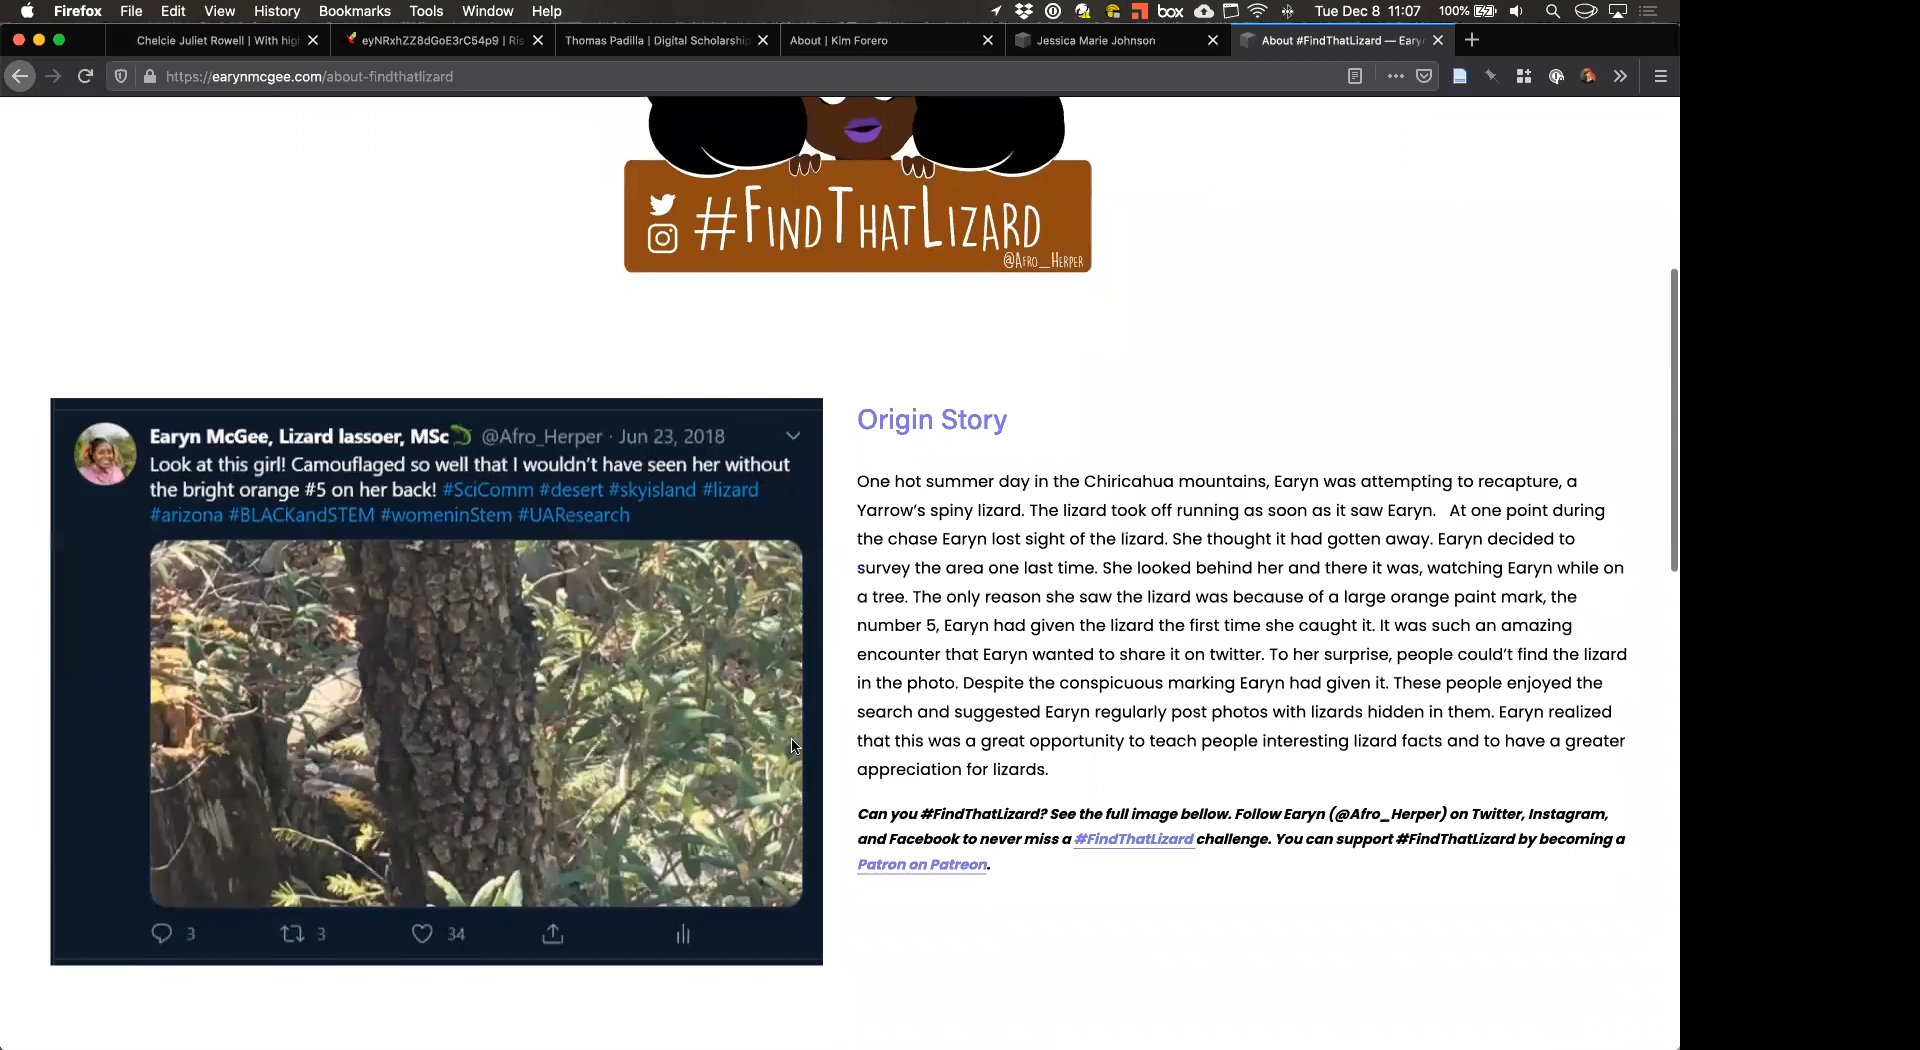 Firefox File Edit View History Bookmarks Tools Window Help box 100% Tue Dec 8 11:07
Chelcie Juliet Rowell | With high
eyNRxhZZ8dGoE3rC54p9 | Ris
Thomas Padilla | Digital Scholarship
About | Kim Forero
Jessica Marie Johnson
About #FindThatLizard — Eary
https://earynmcgee.com/about-findthatlizard
#FindThatLizard
@Afro_Herper
Earyn McGee, Lizard lassoer, MSc @Afro_Herper · Jun 23, 2018
Look at this girl! Camouflaged so well that I wouldn't have seen her without
the bright orange #5 on her back! #SciComm #desert #skyisland #lizard
#arizona #BLACKandSTEM #womeninStem #UAResearch
3 3 34
Origin Story
One hot summer day in the Chiricahua mountains, Earyn was attempting to recapture, a
Yarrow's spiny lizard. The lizard took off running as soon as it saw Earyn. At one point during
the chase Earyn lost sight of the lizard. She thought it had gotten away. Earyn decided to
survey the area one last time. She looked behind her and there it was, watching Earyn while on
a tree. The only reason she saw the lizard was because of a large orange paint mark, the
number 5, Earyn had given the lizard the first time she caught it. It was such an amazing
encounter that Earyn wanted to share it on twitter. To her surprise, people could't find the lizard
in the photo. Despite the conspicuous marking Earyn had given it. These people enjoyed the
search and suggested Earyn regularly post photos with lizards hidden in them. Earyn realized
that this was a great opportunity to teach people interesting lizard facts and to have a greater
appreciation for lizards.
Can you #FindThatLizard? See the full image bellow. Follow Earyn (@Afro_Herper) on Twitter, Instagram,
and Facebook to never miss a #FindThatLizard challenge. You can support #FindThatLizard by becoming a
Patron on Patreon.